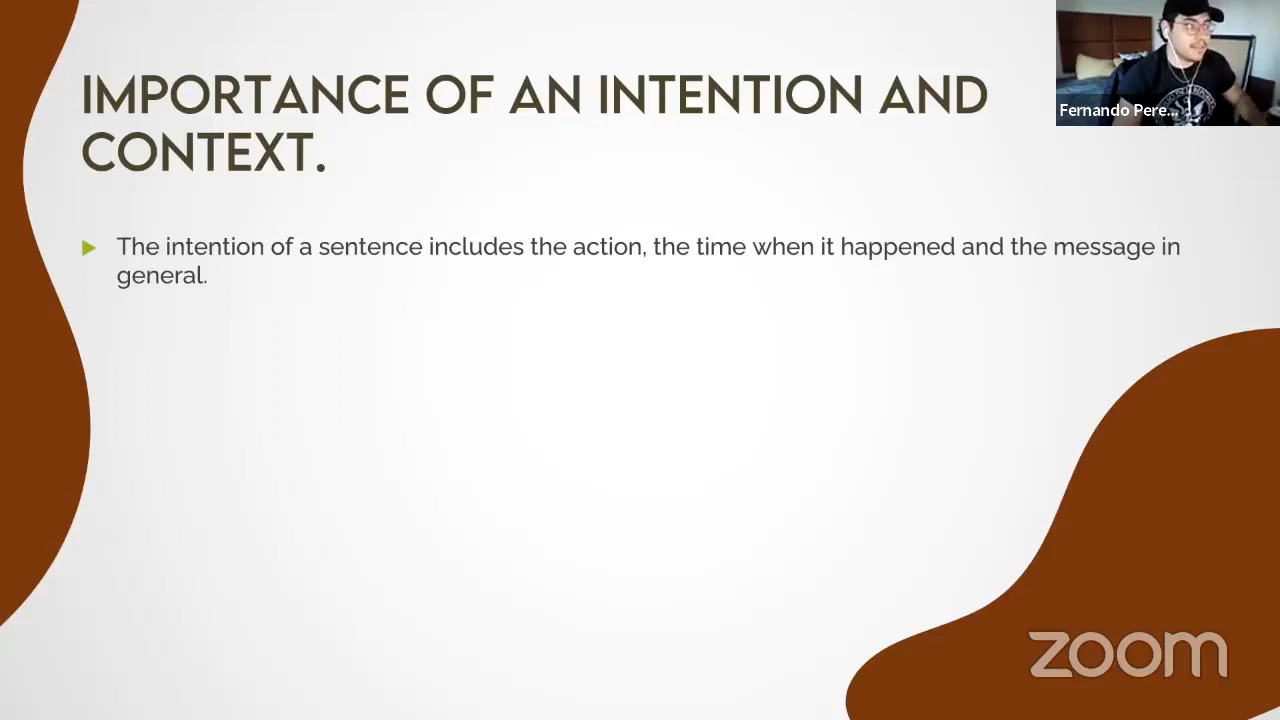 IMPORTANCE OF AN INTENTION AND
CONTEXT.
The intention of a sentence includes the action, the time when it happened and the message in
general.
Fernando Pere...
zoom